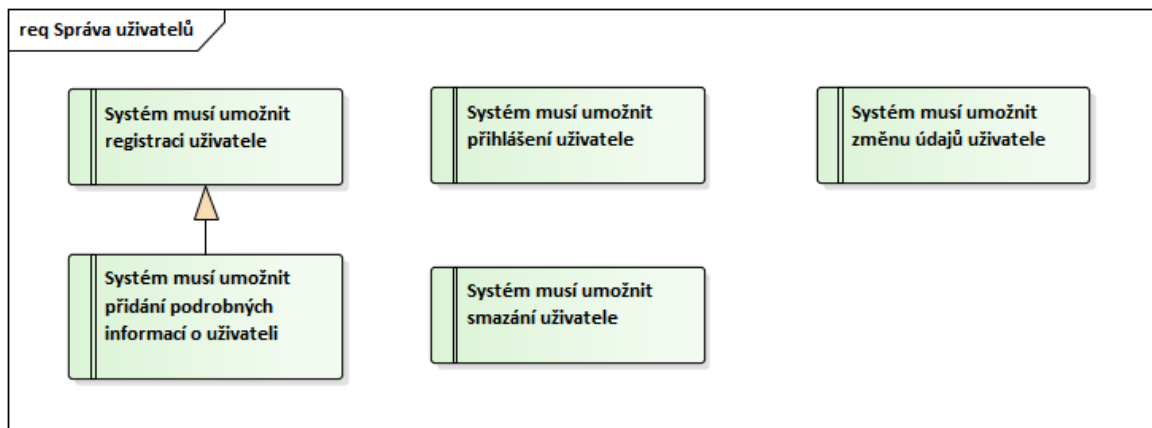 req Správa uživatelů
Systém musí umožnit
registraci uživatele
Systém musí umožnit
přihlášení uživatele
Systém musí umožnit
změnu údajů uživatele
Systém musí umožnit
přidání podrobných
informací o uživateli
Systém musí umožnit
smazání uživatele